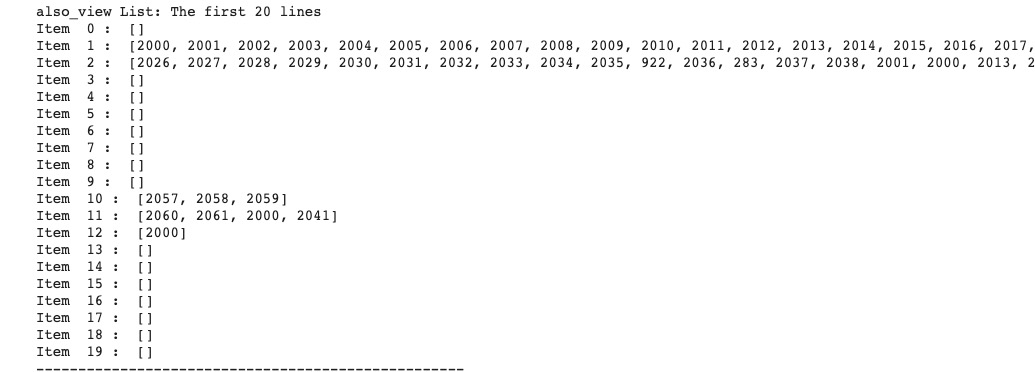 also_view List: The first 20 lines
Item  0 :  []
Item  1 :  [2000, 2001, 2002, 2003, 2004, 2005, 2006, 2007, 2008, 2009, 2010, 2011, 2012, 2013, 2014, 2015, 2016, 2017,
Item  2 :  [2026, 2027, 2028, 2029, 2030, 2031, 2032, 2033, 2034, 2035, 922, 2036, 283, 2037, 2038, 2001, 2000, 2013, 2
Item  3 :  []
Item  4 :  []
Item  5 :  []
Item  6 :  []
Item  7 :  []
Item  8 :  []
Item  9 :  []
Item  10 :  [2057, 2058, 2059]
Item  11 :  [2060, 2061, 2000, 2041]
Item  12 :  [2000]
Item  13 :  []
Item  14 :  []
Item  15 :  []
Item  16 :  []
Item  17 :  []
Item  18 :  []
Item  19 :  []
---------------------------------------------------